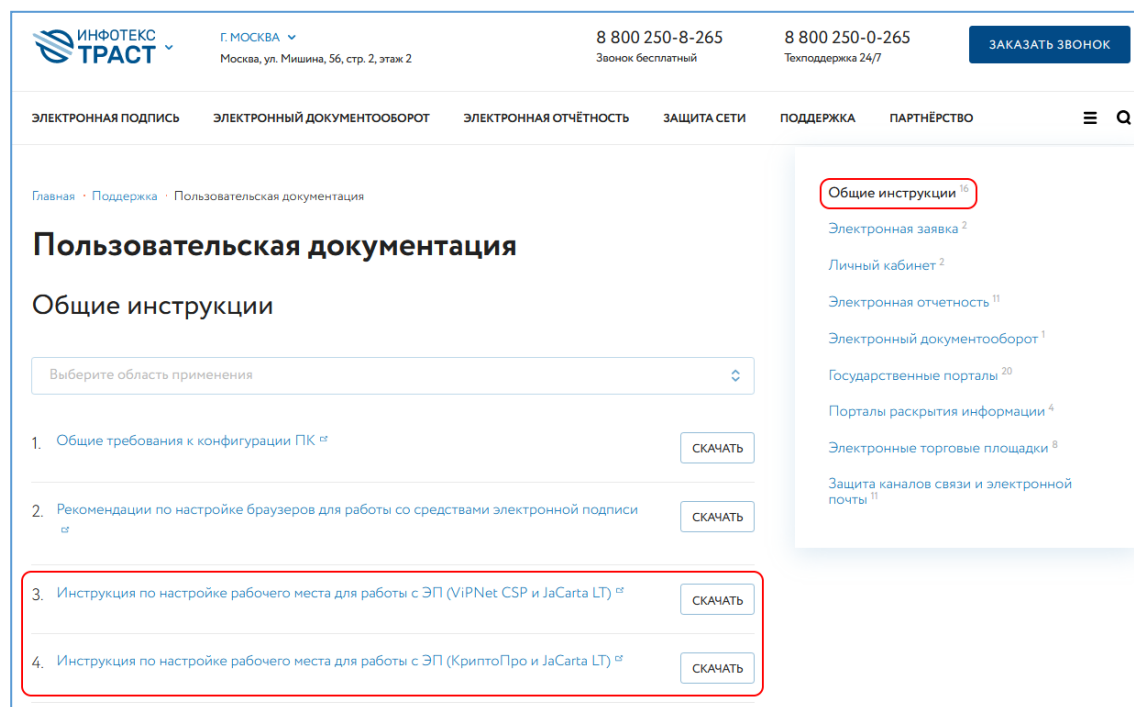 ИНФОТЕКС
ТРАСТ
Г. МОСКВА
Москва, ул. Мишина, 56, стр. 2, этаж 2
8 800 250-8-265
Звонок бесплатный
8 800 250-0-265
Техподдержка 24/7
ЗАКАЗАТЬ ЗВОНОК
ЭЛЕКТРОННАЯ ПОДПИСЬ ЭЛЕКТРОННЫЙ ДОКУМЕНТООБОРОТ ЭЛЕКТРОННАЯ ОТЧЁТНОСТЬ ЗАЩИТА СЕТИ ПОДДЕРЖКА ПАРТНЁРСТВО
Главная · Поддержка · Пользовательская документация
Пользовательская документация
Общие инструкции
Выберите область применения
1. Общие требования к конфигурации ПК
СКАЧАТЬ
2. Рекомендации по настройке браузеров для работы со средствами электронной подписи
СКАЧАТЬ
3. Инструкция по настройке рабочего места для работы с ЭП (ViPNet CSP и JaCarta LT)
СКАЧАТЬ
4. Инструкция по настройке рабочего места для работы с ЭП (КриптоПро и JaCarta LT)
СКАЧАТЬ
Общие инструкции 16
Электронная заявка 2
Личный кабинет 2
Электронная отчетность 11
Электронный документооборот 1
Государственные порталы 20
Порталы раскрытия информации 4
Электронные торговые площадки 8
Защита каналов связи и электронной
почты 11